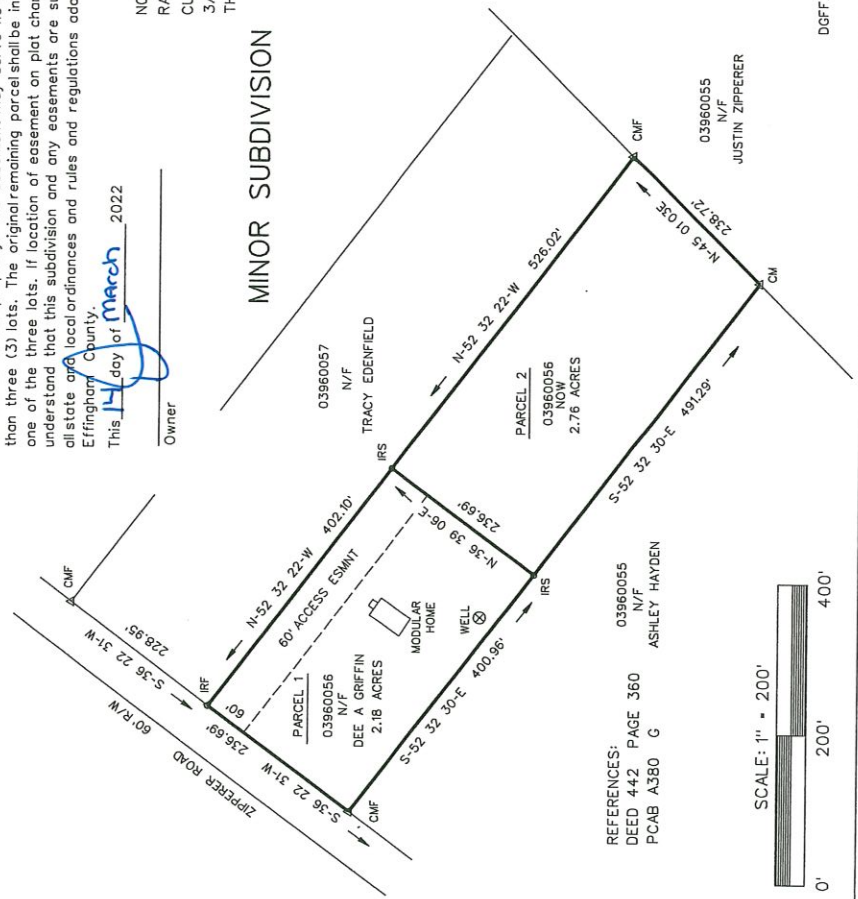 than three (3) lots. The original remaining parcel shall be in
one of the three lots. If location of easement on plat chan
understand that this subdivision and any easements are su
all state and local ordinances and rules and regulations ado
Effingham County.
This 14 day of March 2022
Owner
NO
RA
CU
3/
TH
MINOR SUBDIVISION
CMF
S-36 22 31-W
228.95'
60' R/W
ZIPPERER ROAD
IRF
N-52 32 22-W 402.10'
IRS
60' ACCESS ESMNT
60'
236.69'
S-36 22 31-W
CMF
PARCEL 1
03960056
N/F
DEE A GRIFFIN
2.18 ACRES
MODULAR
HOME
WELL
S-52 32 30-E 400.96'
IRS
N-36 39 06-E
236.69'
03960057
N/F
TRACY EDENFIELD
N-52 32 22-W 526.02'
CMF
PARCEL 2
03960056
NOW
2.76 ACRES
N-45 01 03E
238.72'
CM
S-52 32 30-E 491.29'
03960055
N/F
JUSTIN ZIPPERER
03960055
N/F
ASHLEY HAYDEN
REFERENCES:
DEED 442 PAGE 360
PCAB A380 G
SCALE: 1" = 200'
0' 200' 400'
DGFF